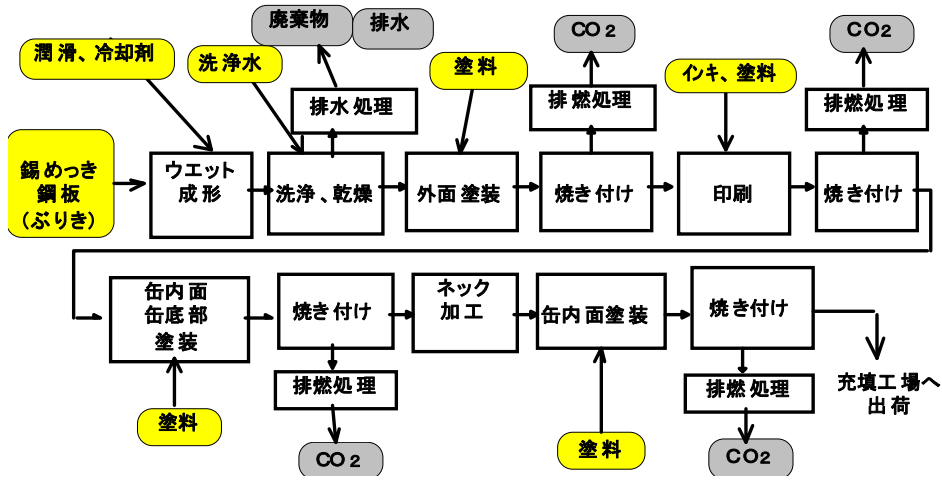 廃棄物
排水
CO2
CO2
潤滑、冷却剤
洗浄水
塗料
インキ、塗料
排水処理
排燃処理
排燃処理
錫めっき
鋼板
(ぶりき)
ウエット
成形
洗浄、乾燥
外面塗装
焼き付け
印刷
焼き付け
缶内面
缶底部
塗装
焼き付け
ネック
加工
缶内面塗装
焼き付け
排燃処理
排燃処理
充填工場へ
出荷
塗料
塗料
CO2
CO2